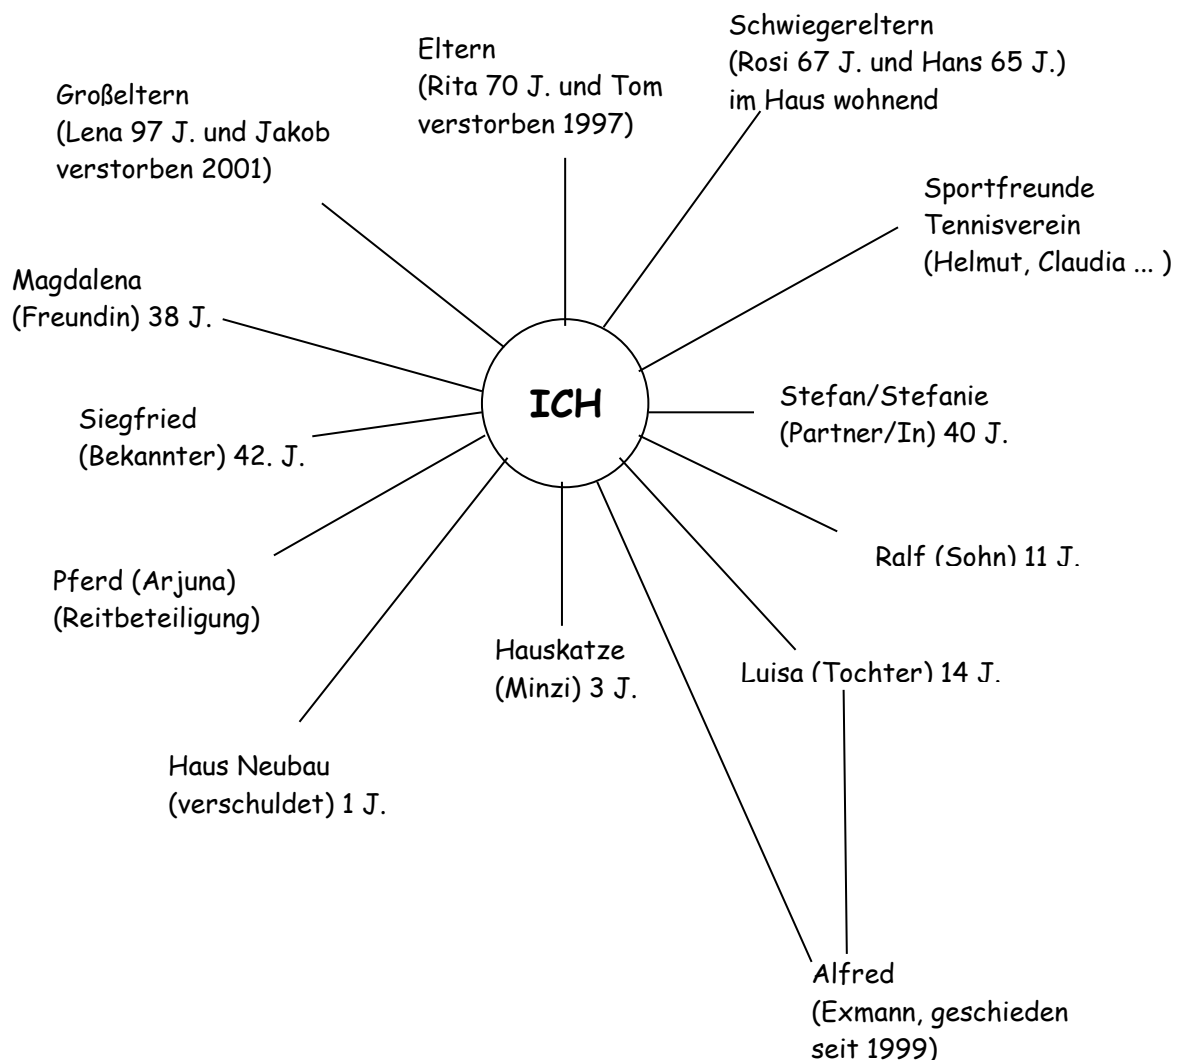 Schwiegereltern
(Rosi 67 J. und Hans 65 J.)
im Haus wohnend
Eltern
(Rita 70 J. und Tom
verstorben 1997)
Großeltern
(Lena 97 J. und Jakob
verstorben 2001)
Sportfreunde
Tennisverein
(Helmut, Claudia ... )
Magdalena
(Freundin) 38 J.
ICH
Stefan/Stefanie
(Partner/In) 40 J.
Siegfried
(Bekannter) 42. J.
Ralf (Sohn) 11 J.
Pferd (Arjuna)
(Reitbeteiligung)
Hauskatze
(Minzi) 3 J.
Luisa (Tochter) 14 J.
Haus Neubau
(verschuldet) 1 J.
Alfred
(Exmann, geschieden
seit 1999)